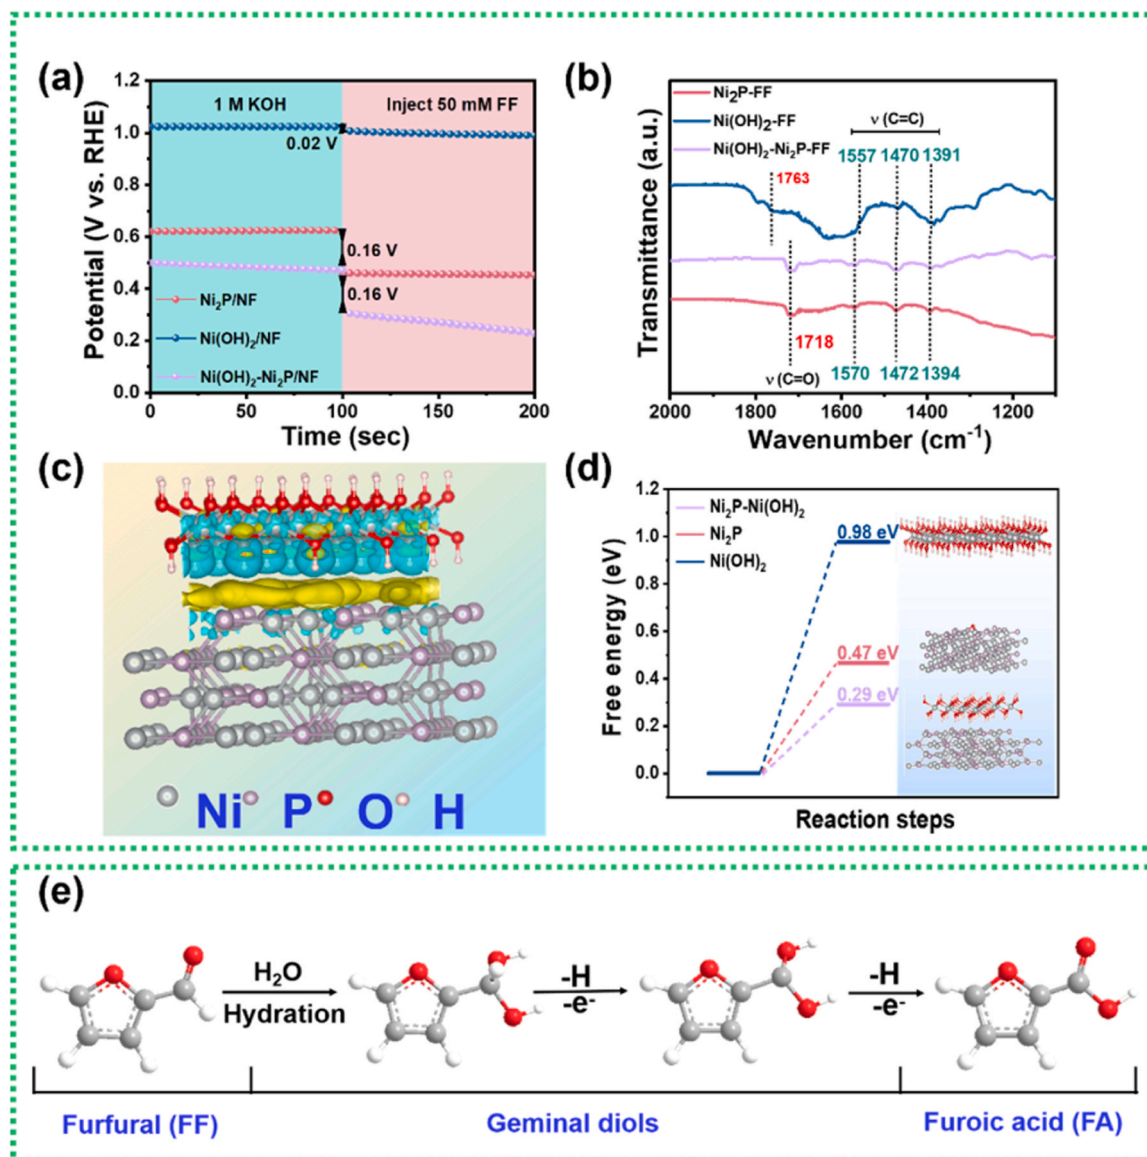 (a)
1.2
1.0
0.8
0.6
0.4
0.2
0.0
Potential (V vs. RHE)
1 M KOH
Inject 50 mM FF
0.02 V
0.16 V
0.16 V
Ni₂P/NF
Ni(OH)₂/NF
Ni(OH)₂-Ni₂P/NF
0
50
100
150
200
Time (sec)
(b)
Transmittance (a.u.)
Ni₂P-FF
Ni(OH)₂-FF
Ni(OH)₂-Ni₂P-FF
ν (C=C)
1557 1470 1391
1763
1718
ν (C=O)
1570 1472 1394
2000
1800
1600
1400
1200
Wavenumber (cm⁻¹)
(c)
Ni P O H
(d)
1.2
1.0
0.8
0.6
0.4
0.2
0.0
Free energy (eV)
Ni₂P-Ni(OH)₂
Ni₂P
Ni(OH)₂
0.98 eV
0.47 eV
0.29 eV
Reaction steps
(e)
H₂O
Hydration
-H
-e⁻
-H
-e⁻
Furfural (FF)
Geminal diols
Furoic acid (FA)